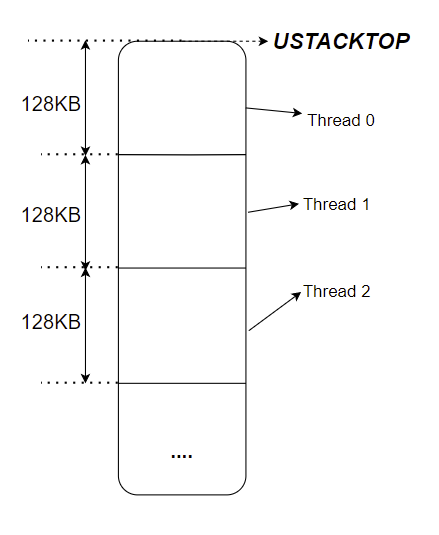 USTACKTOP
128KB
Thread 0
128KB
Thread 1
128KB
Thread 2
....